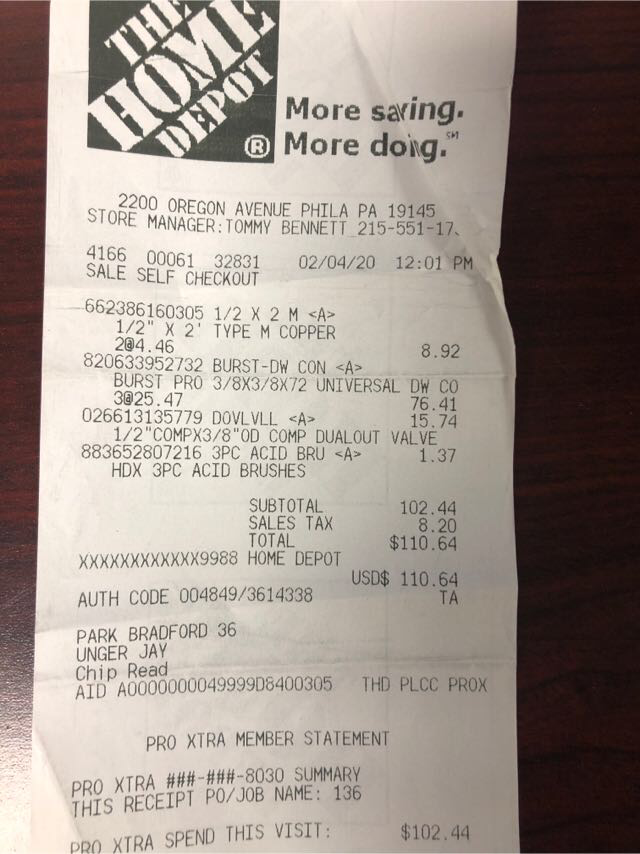 THE
HOME
DEPOT
®
More saving.
More doing.℠
2200 OREGON AVENUE PHILA PA 19145
STORE MANAGER:TOMMY BENNETT 215-551-17
4166 00061 32831 02/04/20 12:01 PM
SALE SELF CHECKOUT
662386160305 1/2 X 2 M <A>
1/2" X 2' TYPE M COPPER
2@4.46 8.92
820633952732 BURST-DW CON <A>
BURST PRO 3/8X3/8X72 UNIVERSAL DW CO
3@25.47 76.41
026613135779 DOVLVLL <A> 15.74
1/2"COMPX3/8"OD COMP DUALOUT VALVE
883652807216 3PC ACID BRU <A> 1.37
HDX 3PC ACID BRUSHES
SUBTOTAL 102.44
SALES TAX 8.20
TOTAL $110.64
XXXXXXXXXXXX9988 HOME DEPOT
USD$ 110.64
AUTH CODE 004849/3614338 TA
PARK BRADFORD 36
UNGER JAY
Chip Read
AID A0000000049999D8400305 THD PLCC PROX
PRO XTRA MEMBER STATEMENT
PRO XTRA ###-###-8030 SUMMARY
THIS RECEIPT PO/JOB NAME: 136
PRO XTRA SPEND THIS VISIT: $102.44